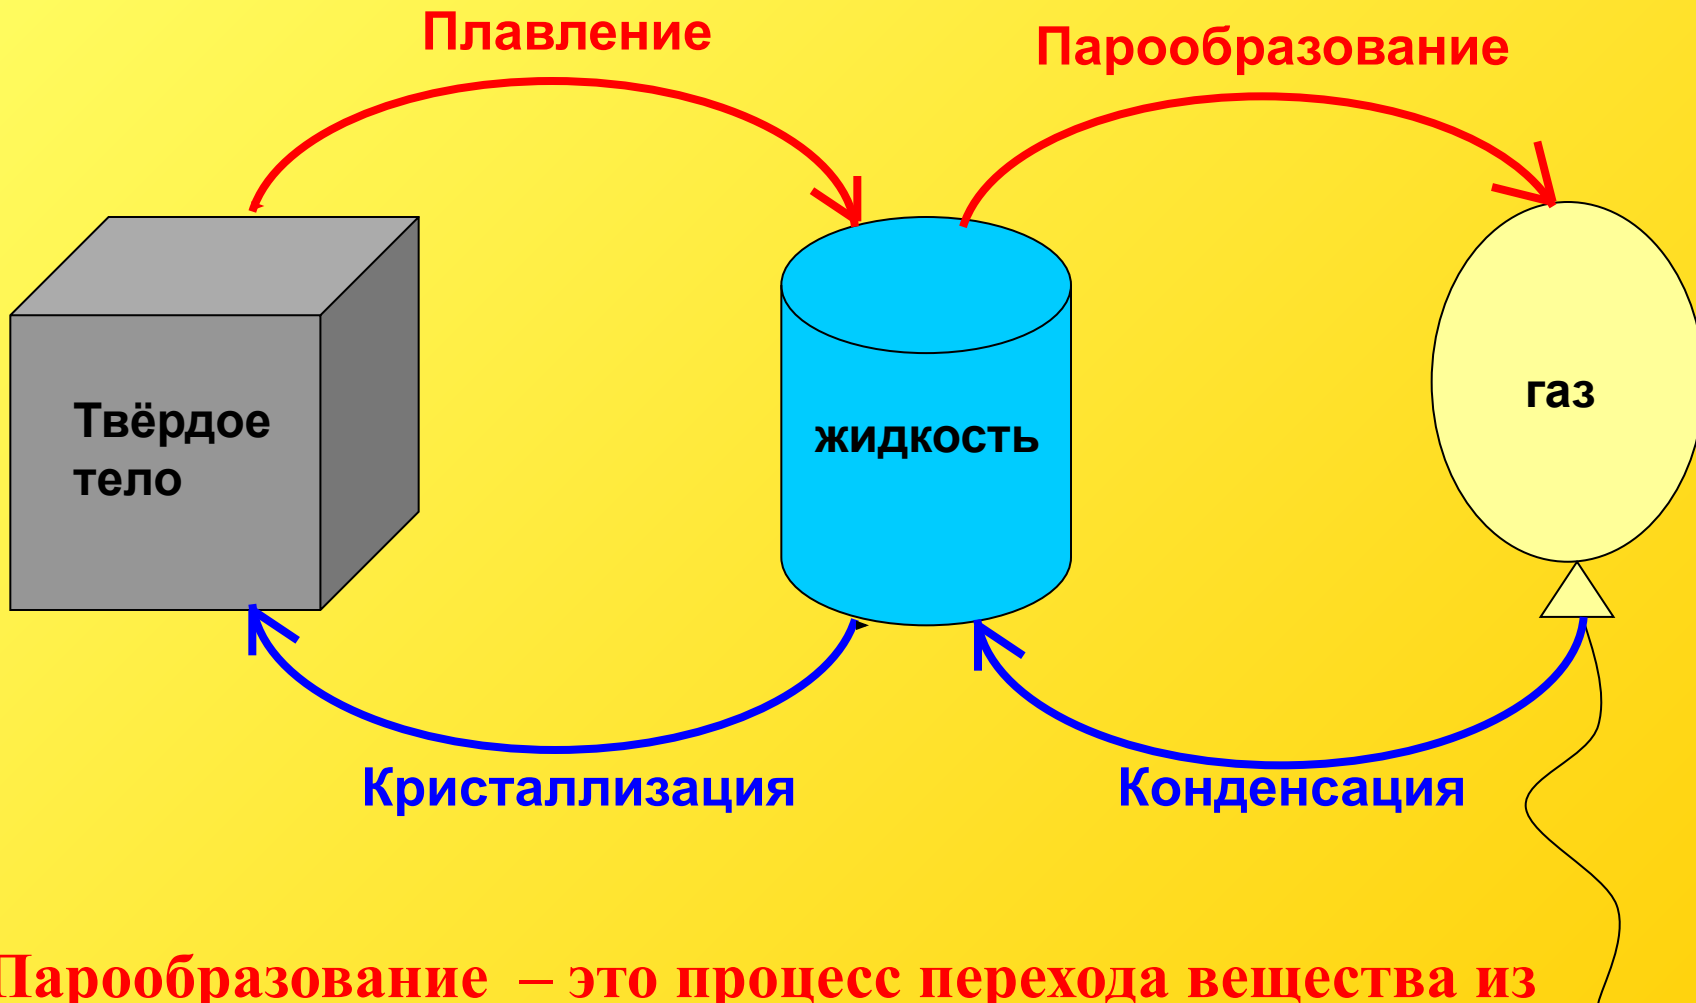 Плавление
Парообразование
Твёрдое
тело
жидкость
газ
Кристаллизация
Конденсация
Парообразование – это процесс перехода вещества из